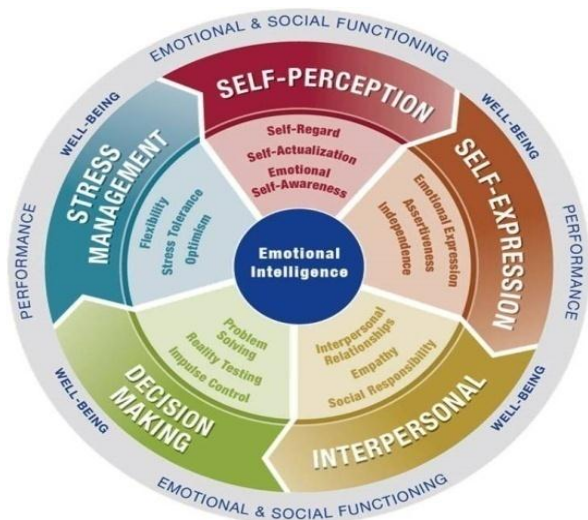 EMOTIONAL & SOCIAL FUNCTIONING
WELL-BEING
WELL-BEING
SELF-PERCEPTION
Self-Regard
Self-Actualization
Emotional
Self-Awareness
STRESS
MANAGEMENT
Flexibility
Stress Tolerance
Optimism
SELF-EXPRESSION
Emotional Expression
Assertiveness
Independence
PERFORMANCE
PERFORMANCE
Emotional
Intelligence
DECISION
MAKING
Problem
Solving
Reality Testing
Impulse Control
INTERPERSONAL
Interpersonal
Relationships
Empathy
Social Responsibility
WELL-BEING
WELL-BEING
EMOTIONAL & SOCIAL FUNCTIONING